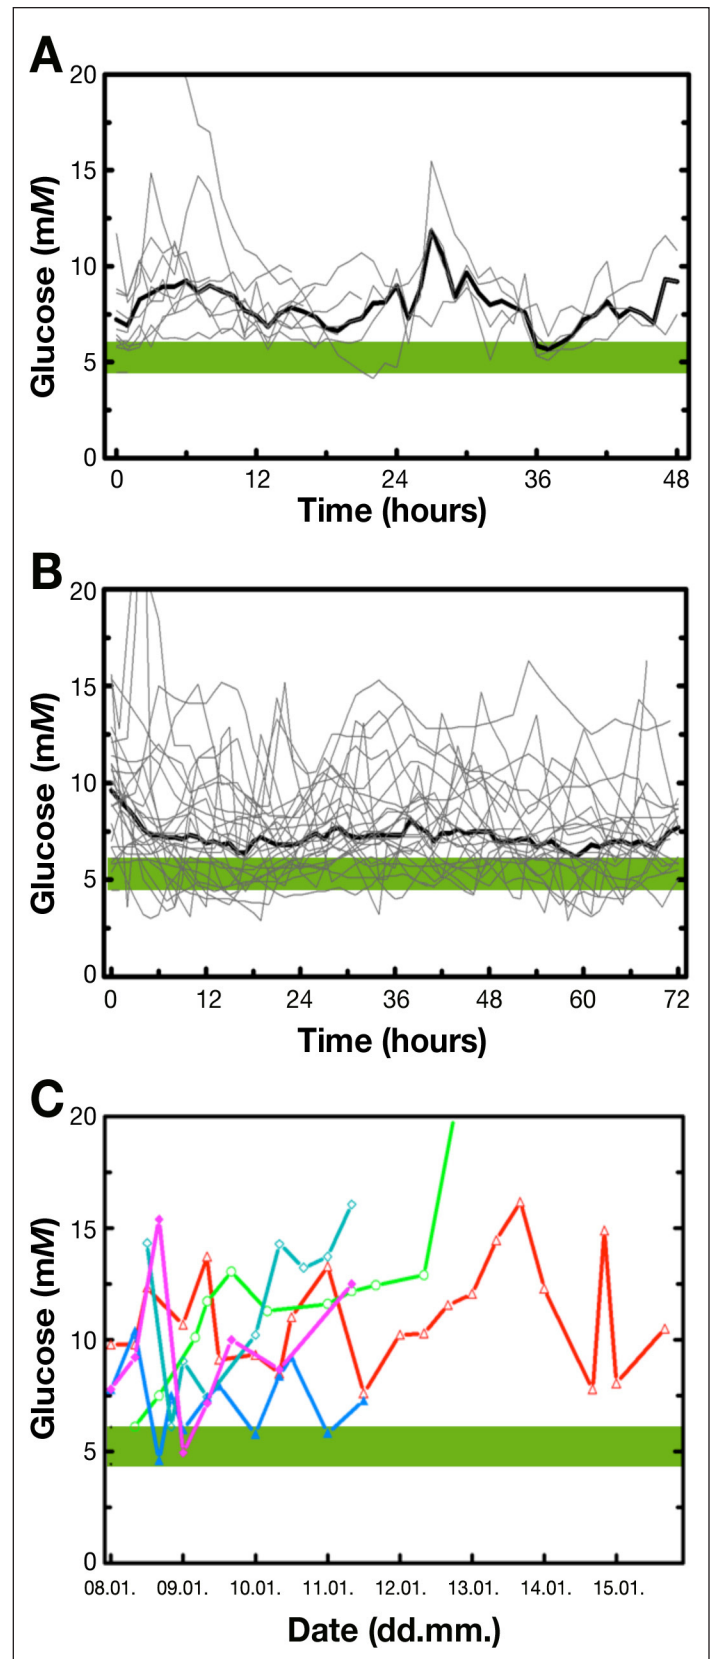 A
Glucose (mM)
20
15
10
5
0
0 12 24 36 48
Time (hours)
B
Glucose (mM)
20
15
10
5
0
0 12 24 36 48 60 72
Time (hours)
C
Glucose (mM)
20
15
10
5
0
08.01. 09.01. 10.01. 11.01. 12.01. 13.01. 14.01. 15.01.
Date (dd.mm.)